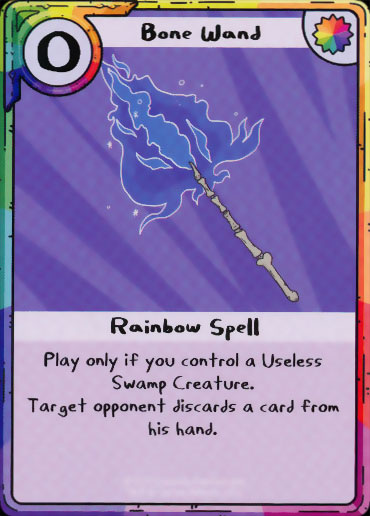 0
Bone Wand
Rainbow Spell
Play only if you control a Useless
Swamp Creature.
Target opponent discards a card from
his hand.